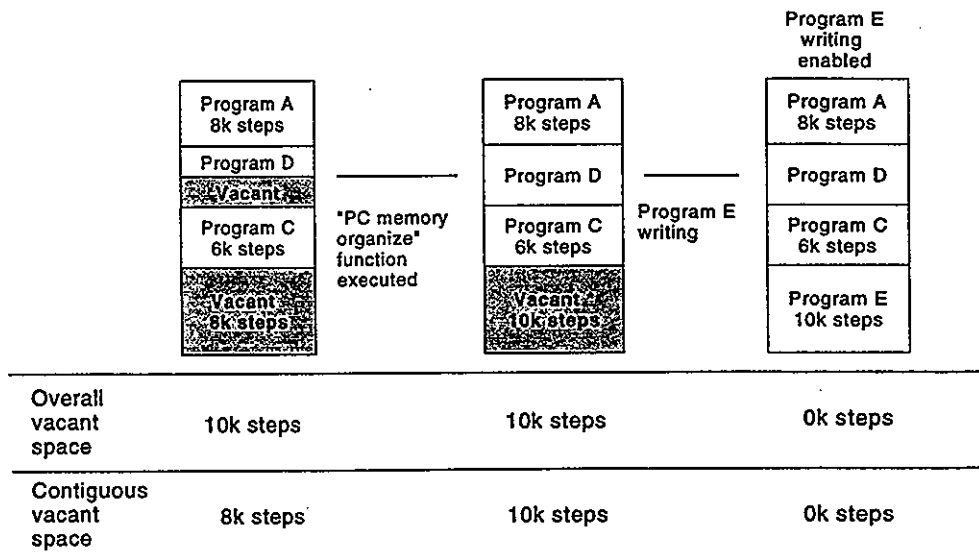 Program E
writing
enabled
Program A
8k steps
Program D
Vacant
Program C
6k steps
Vacant
8k steps
"PC memory
organize"
function
executed
Program A
8k steps
Program D
Program C
6k steps
Vacant
10k steps
Program E
writing
Program A
8k steps
Program D
Program C
6k steps
Program E
10k steps
Overall
vacant
space
10k steps
10k steps
0k steps
Contiguous
vacant
space
8k steps
10k steps
0k steps